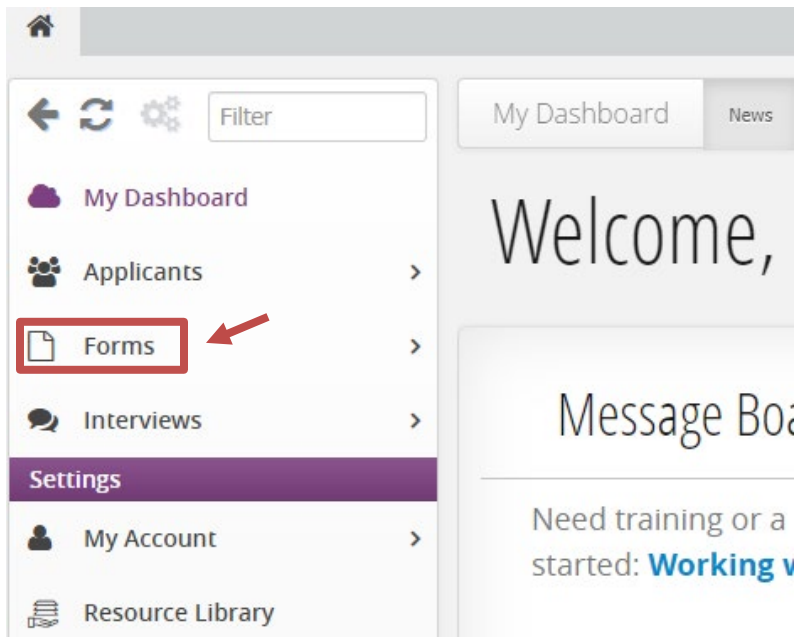 Filter
My Dashboard
Applicants
Forms
Interviews
Settings
My Account
Resource Library
My Dashboard
News
Welcome,
Message
Need training or a
started: Working